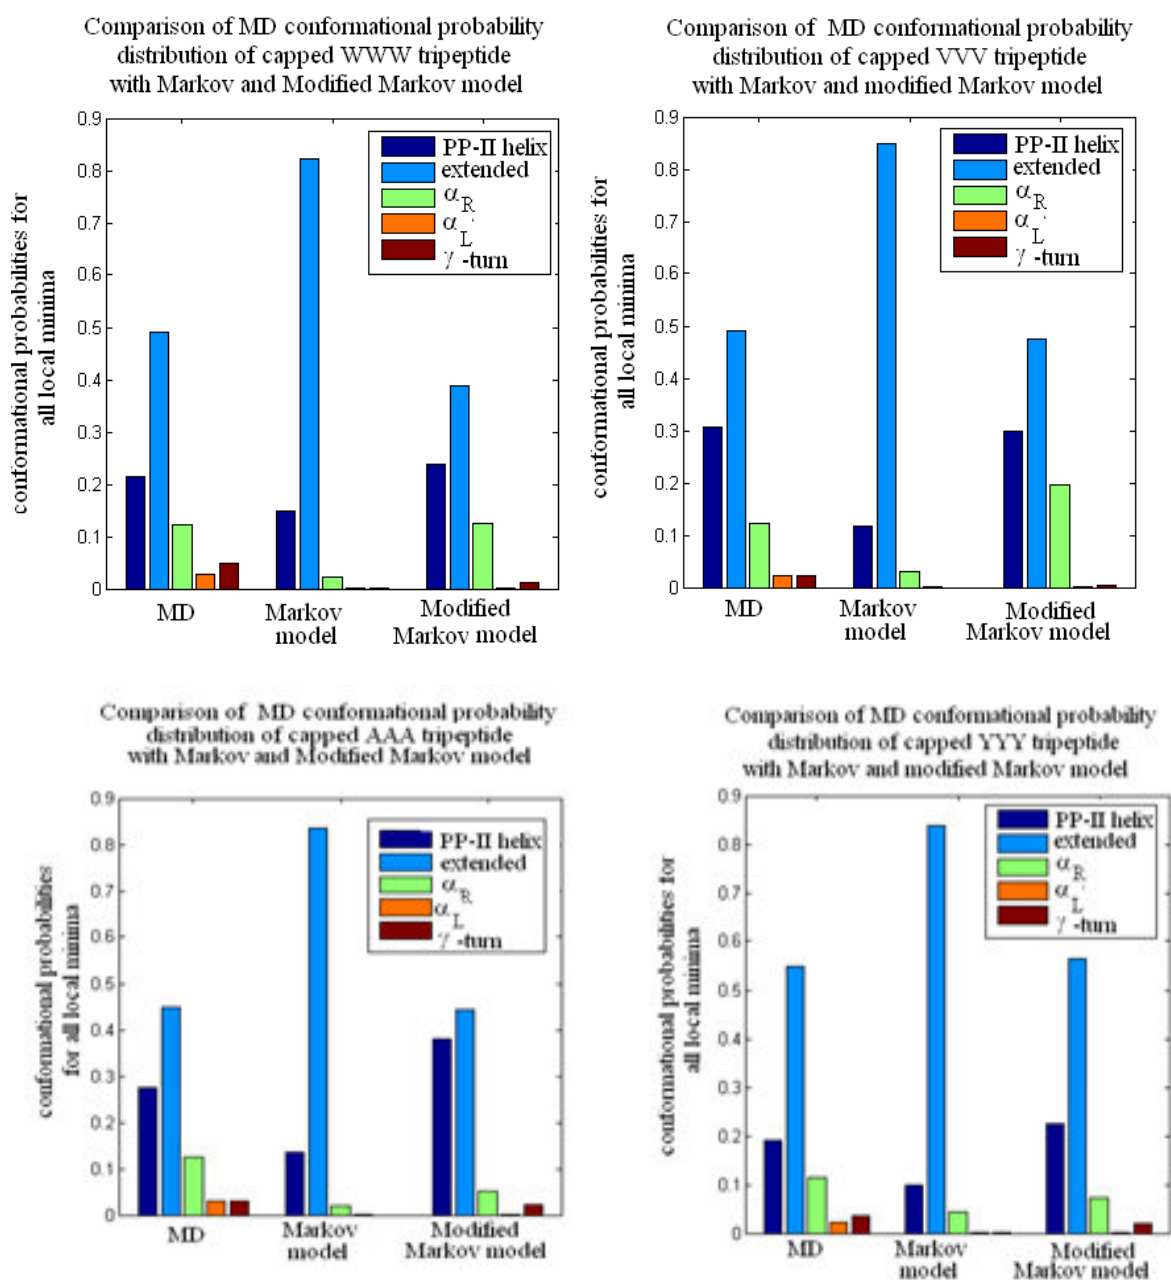 Comparison of MD conformational probability
distribution of capped WWW tripeptide
with Markov and Modified Markov model
conformational probabilities for
all local minima
0.9
0.8
0.7
0.6
0.5
0.4
0.3
0.2
0.1
0
PP-II helix
extended
α R
α L
γ -turn
MD
Markov
model
Modified
Markov model
Comparison of MD conformational probability
distribution of capped VVV tripeptide
with Markov and modified Markov model
conformational probabilities for
all local minima
0.9
0.8
0.7
0.6
0.5
0.4
0.3
0.2
0.1
0
PP-II helix
extended
α R
α L
γ -turn
MD
Markov
model
Modified
Markov model
Comparison of MD conformational probability
distribution of capped AAA tripeptide
with Markov and Modified Markov model
conformational probabilities
for all local minima
0.9
0.8
0.7
0.6
0.5
0.4
0.3
0.2
0.1
0
PP-II helix
extended
α R
α L
γ -turn
MD
Markov
model
Modified
Markov model
Comparison of MD conformational probability
distribution of capped YYY tripeptide
with Markov and modified Markov model
conformational probabilities for
all local minima
0.9
0.8
0.7
0.6
0.5
0.4
0.3
0.2
0.1
0
PP-II helix
extended
α R
α L
γ -turn
MD
Markov
model
Modified
Markov model